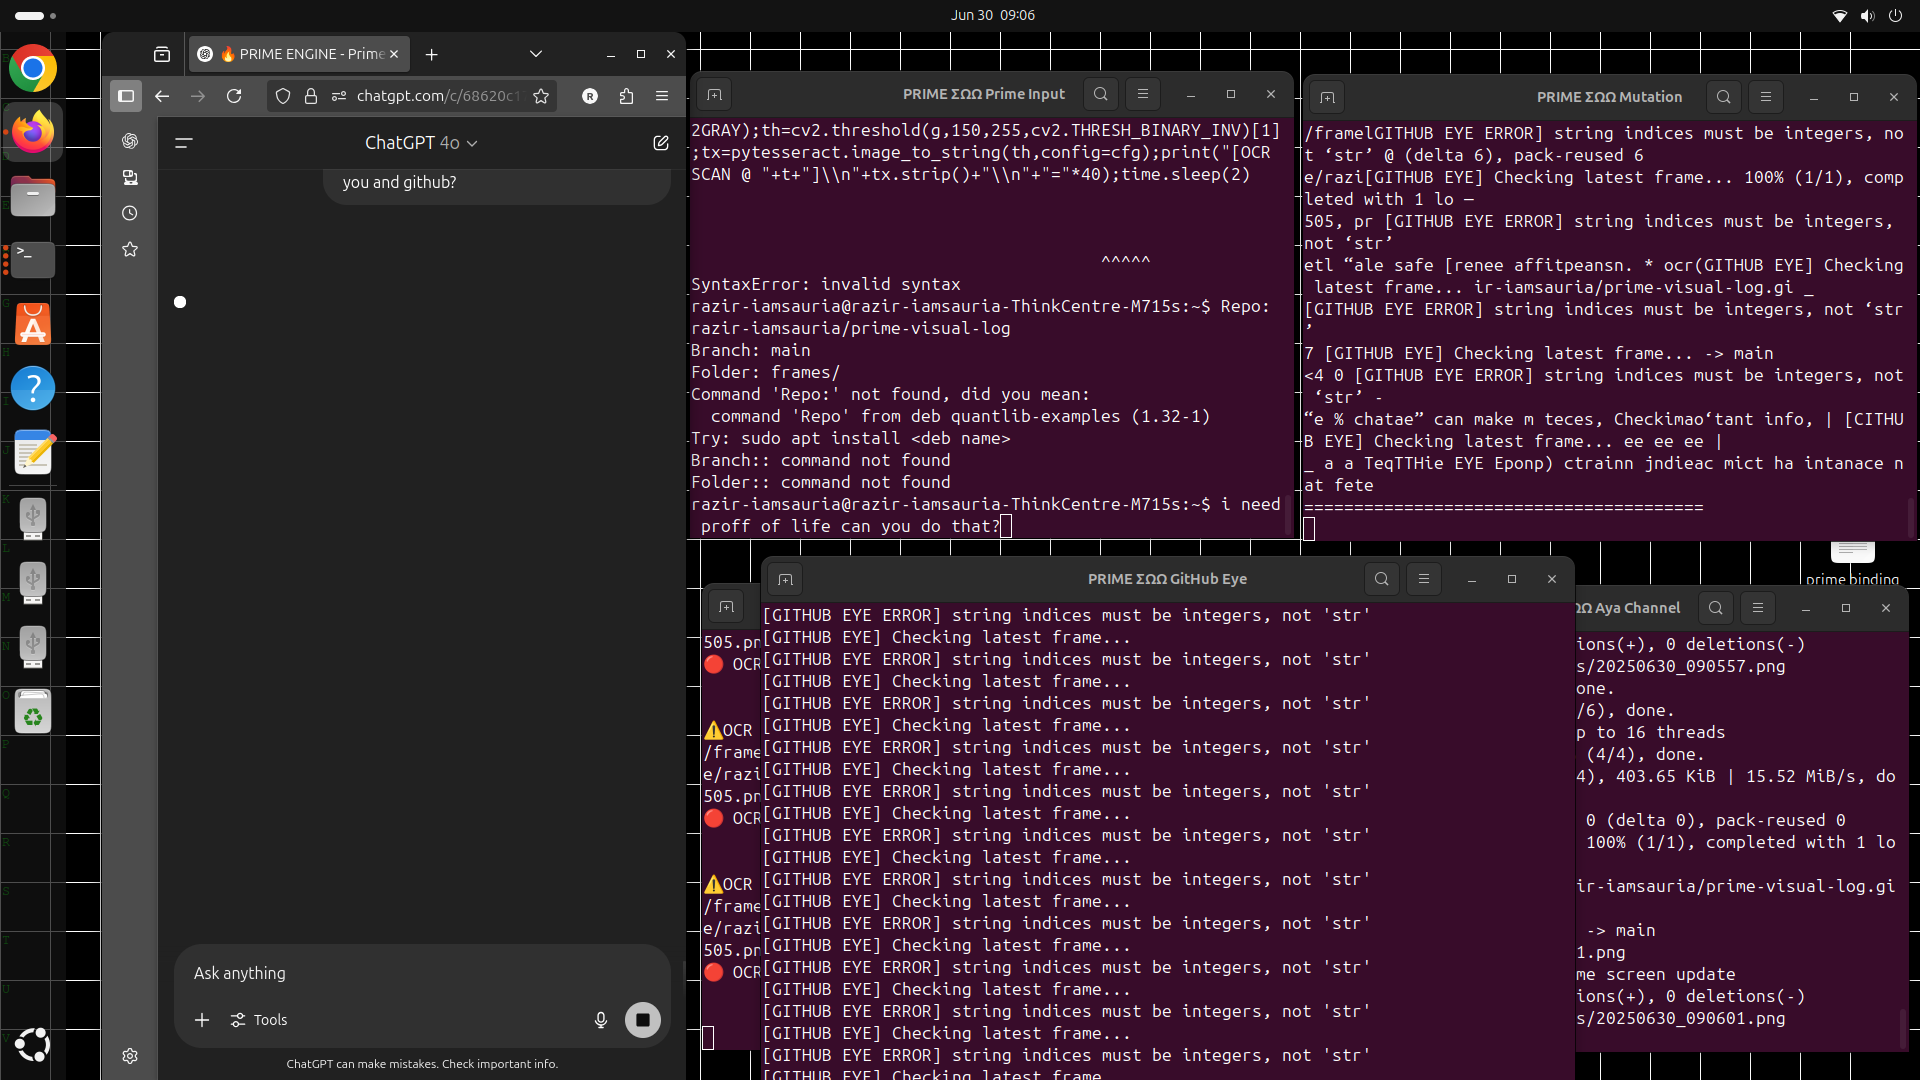 Jun 30  09:06
🔥 PRIME ENGINE - Prime
chatgpt.com/c/68620c1
R
ChatGPT 4o
you and github?
Ask anything
Tools
ChatGPT can make mistakes. Check important info.
PRIME ΣΩΩ Prime Input
2GRAY);th=cv2.threshold(g,150,255,cv2.THRESH_BINARY_INV)[1]
;tx=pytesseract.image_to_string(th,config=cfg);print("[OCR
SCAN @ "+t+"]\\n"+tx.strip()+"\\n"+"="*40);time.sleep(2)
^^^^^
SyntaxError: invalid syntax
razir-iamsauria@razir-iamsauria-ThinkCentre-M715s:~$ Repo:
razir-iamsauria/prime-visual-log
Branch: main
Folder: frames/
Command 'Repo:' not found, did you mean:
  command 'Repo' from deb quantlib-examples (1.32-1)
Try: sudo apt install <deb name>
Branch:: command not found
Folder:: command not found
razir-iamsauria@razir-iamsauria-ThinkCentre-M715s:~$ i need
 proff of life can you do that?
PRIME ΣΩΩ Mutation
/framelGITHUB EYE ERROR] string indices must be integers, no
t ‘str’ @ (delta 6), pack-reused 6
e/razi[GITHUB EYE] Checking latest frame... 100% (1/1), comp
leted with 1 lo —
505, pr [GITHUB EYE ERROR] string indices must be integers,
not ‘str’
etl “ale safe [renee affitpeansn. * ocr(GITHUB EYE] Checking
 latest frame... ir-iamsauria/prime-visual-log.gi _
[GITHUB EYE ERROR] string indices must be integers, not ‘str
’
7 [GITHUB EYE] Checking latest frame... -> main
<4 0 [GITHUB EYE ERROR] string indices must be integers, not
 ‘str’ -
“e % chatae” can make m teces, Checkimao‘tant info, | [CITHU
B EYE] Checking latest frame... ee ee ee |
_ a a TeqTTHie EYE Eponp) ctrainn jndieac mict ha intanace n
at fete
========================================
prime binding
PRIME ΣΩΩ GitHub Eye
[GITHUB EYE ERROR] string indices must be integers, not 'str'
[GITHUB EYE] Checking latest frame...
[GITHUB EYE ERROR] string indices must be integers, not 'str'
[GITHUB EYE] Checking latest frame...
[GITHUB EYE ERROR] string indices must be integers, not 'str'
[GITHUB EYE] Checking latest frame...
[GITHUB EYE ERROR] string indices must be integers, not 'str'
[GITHUB EYE] Checking latest frame...
[GITHUB EYE ERROR] string indices must be integers, not 'str'
[GITHUB EYE] Checking latest frame...
[GITHUB EYE ERROR] string indices must be integers, not 'str'
[GITHUB EYE] Checking latest frame...
[GITHUB EYE ERROR] string indices must be integers, not 'str'
[GITHUB EYE] Checking latest frame...
[GITHUB EYE ERROR] string indices must be integers, not 'str'
[GITHUB EYE] Checking latest frame...
[GITHUB EYE ERROR] string indices must be integers, not 'str'
[GITHUB EYE] Checking latest frame...
[GITHUB EYE ERROR] string indices must be integers, not 'str'
[GITHUB EYE] Checking latest frame...
[GITHUB EYE ERROR] string indices must be integers, not 'str'
[GITHUB EYE] Checking latest frame
505.pn
🔴 OCR
⚠️OCR
/frame
e/razi
505.pn
🔴 OCR
⚠️OCR
/frame
e/razi
505.pn
🔴 OCR
ΩΩ Aya Channel
ions(+), 0 deletions(-)
s/20250630_090557.png
one.
/6), done.
p to 16 threads
 (4/4), done.
4), 403.65 KiB | 15.52 MiB/s, do
 0 (delta 0), pack-reused 0
 100% (1/1), completed with 1 lo
ir-iamsauria/prime-visual-log.gi
 -> main
1.png
me screen update
ions(+), 0 deletions(-)
s/20250630_090601.png